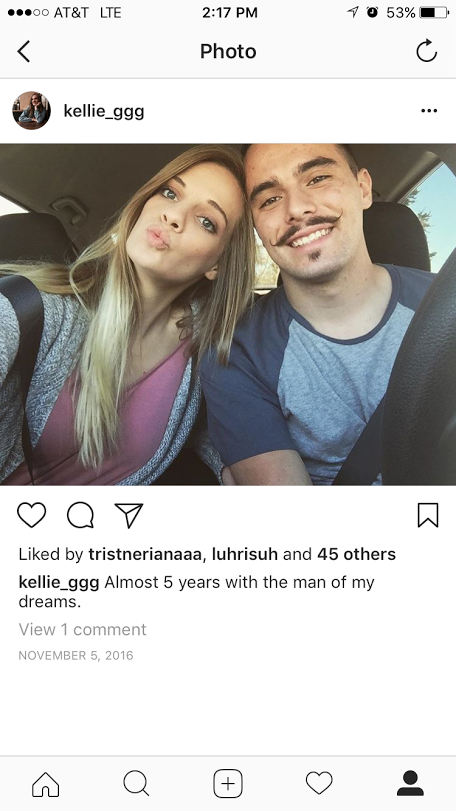 AT&T LTE 2:17 PM 53%
Photo
kellie_ggg
Liked by tristnerianaaa, luhrisuh and 45 others
kellie_ggg Almost 5 years with the man of my
dreams.
View 1 comment
NOVEMBER 5, 2016